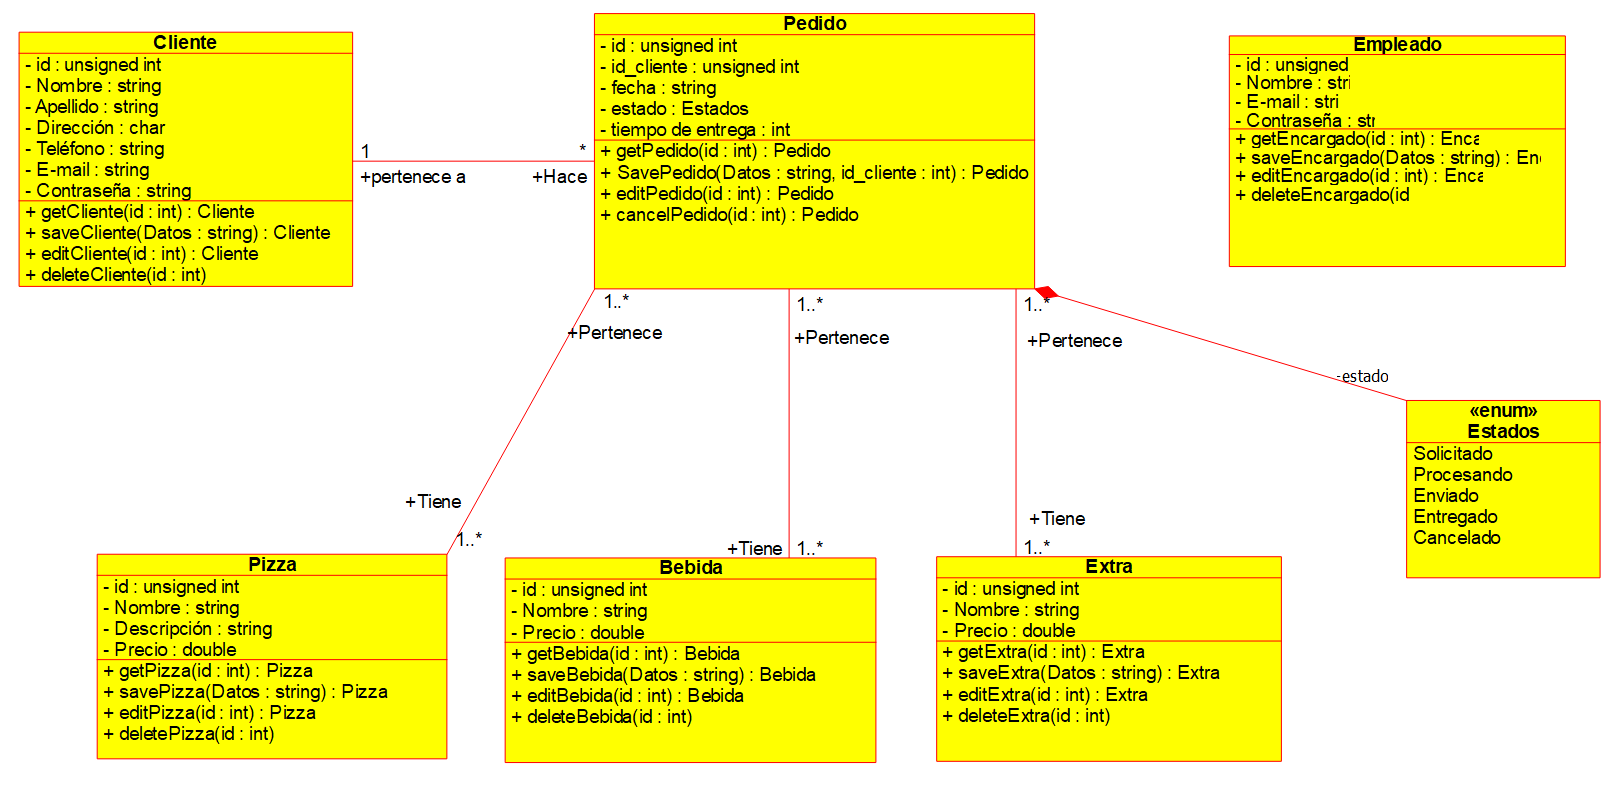 Cliente
- id : unsigned int
- Nombre : string
- Apellido : string
- Dirección : char
- Teléfono : string
- E-mail : string
- Contraseña : string
+ getCliente(id : int) : Cliente
+ saveCliente(Datos : string) : Cliente
+ editCliente(id : int) : Cliente
+ deleteCliente(id : int)
1
*
+pertenece a
+Hace
Pedido
- id : unsigned int
- id_cliente : unsigned int
- fecha : string
- estado : Estados
- tiempo de entrega : int
+ getPedido(id : int) : Pedido
+ SavePedido(Datos : string, id_cliente : int) : Pedido
+ editPedido(id : int) : Pedido
+ cancelPedido(id : int) : Pedido
Empleado
- id : unsigned
- Nombre : stri
- E-mail : stri
- Contraseña : str
+ getEncargado(id : int) : Enca
+ saveEncargado(Datos : string) : En
+ editEncargado(id : int) : Enca
+ deleteEncargado(id
1..*
+Pertenece
+Tiene
1..*
1..*
+Pertenece
+Tiene
1..*
1..*
+Pertenece
+Tiene
1..*
-estado
«enum»
Estados
Solicitado
Procesando
Enviado
Entregado
Cancelado
Pizza
- id : unsigned int
- Nombre : string
- Descripción : string
- Precio : double
+ getPizza(id : int) : Pizza
+ savePizza(Datos : string) : Pizza
+ editPizza(id : int) : Pizza
+ deletePizza(id : int)
Bebida
- id : unsigned int
- Nombre : string
- Precio : double
+ getBebida(id : int) : Bebida
+ saveBebida(Datos : string) : Bebida
+ editBebida(id : int) : Bebida
+ deleteBebida(id : int)
Extra
- id : unsigned int
- Nombre : string
- Precio : double
+ getExtra(id : int) : Extra
+ saveExtra(Datos : string) : Extra
+ editExtra(id : int) : Extra
+ deleteExtra(id : int)